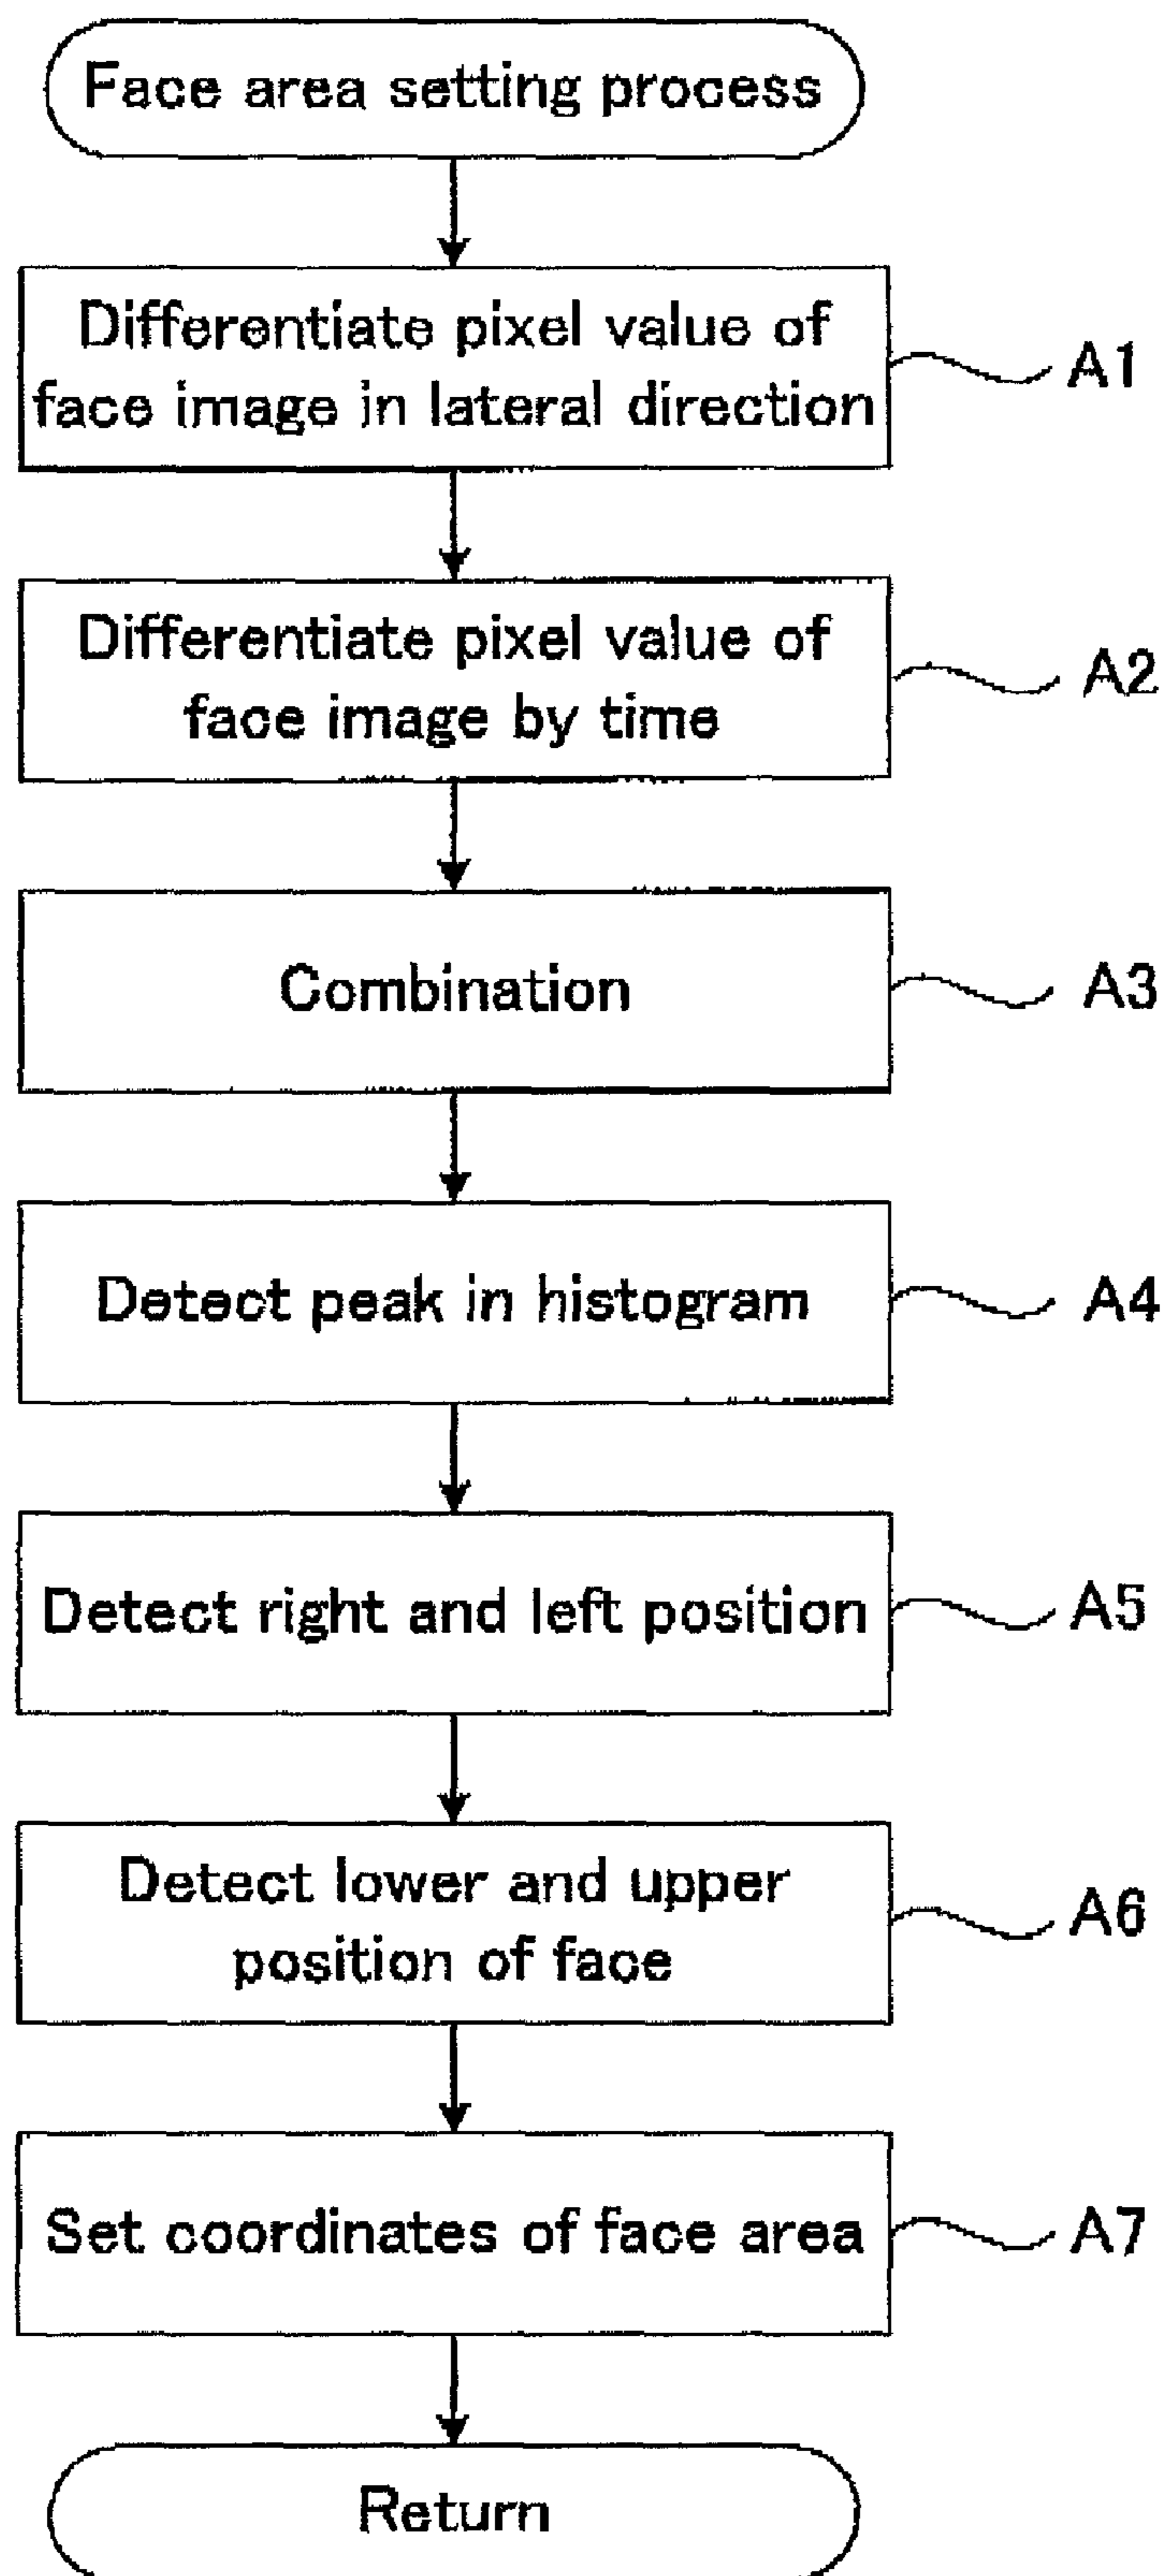 Face area setting process
Differentiate pixel value of
face image in lateral direction
A1
Differentiate pixel value of
face image by time
A2
Combination
A3
Detect peak in histogram
A4
Detect right and left position
A5
Detect lower and upper
position of face
A6
Set coordinates of face area
A7
Return